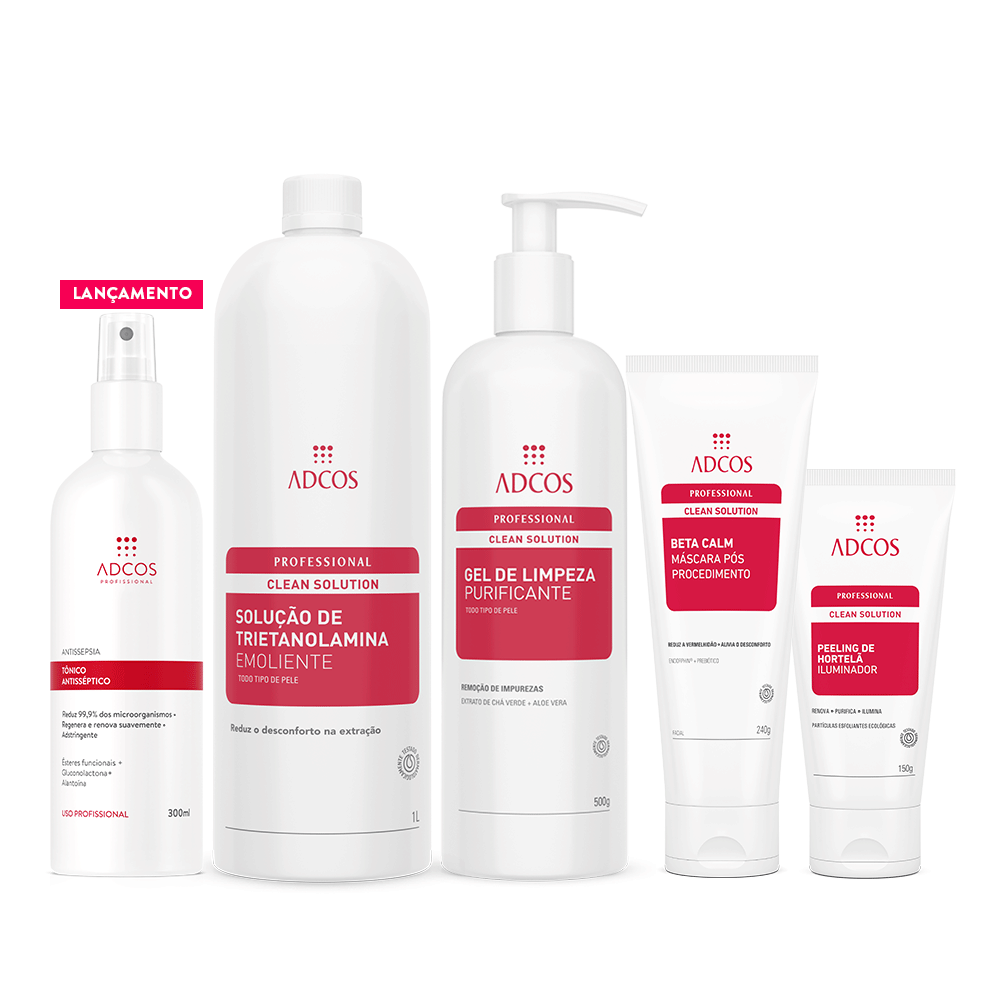 LANÇAMENTO
ADCOS
PROFISSIONAL
ANTISSEPSIA
TÔNICO
ANTISSÉPTICO
Reduz 99,9% dos microorganismos •
Regenera e renova suavemente •
Adstringente
Ésteres funcionais +
Gluconolactona+
Alantoína
USO PROFISSIONAL
300ml
ADCOS
PROFESSIONAL
CLEAN SOLUTION
SOLUÇÃO DE
TRIETANOLAMINA
EMOLIENTE
TODO TIPO DE PELE
Reduz o desconforto na extração
1L
ADCOS
PROFESSIONAL
CLEAN SOLUTION
GEL DE LIMPEZA
PURIFICANTE
TODO TIPO DE PELE
REMOÇÃO DE IMPUREZAS
EXTRATO DE CHÁ VERDE + ALOE VERA
500g
ADCOS
PROFESSIONAL
CLEAN SOLUTION
BETA CALM
MÁSCARA PÓS
PROCEDIMENTO
REDUZ A VERMELHIDÃO + ALIVIA O DESCONFORTO
ENDORPHIN® + PREBIÓTICO
FACIAL
240g
ADCOS
PROFESSIONAL
CLEAN SOLUTION
PEELING DE
HORTELÃ
ILUMINADOR
RENOVA + PURIFICA + ILUMINA
PARTÍCULAS ESFOLIANTES ECOLÓGICAS
150g